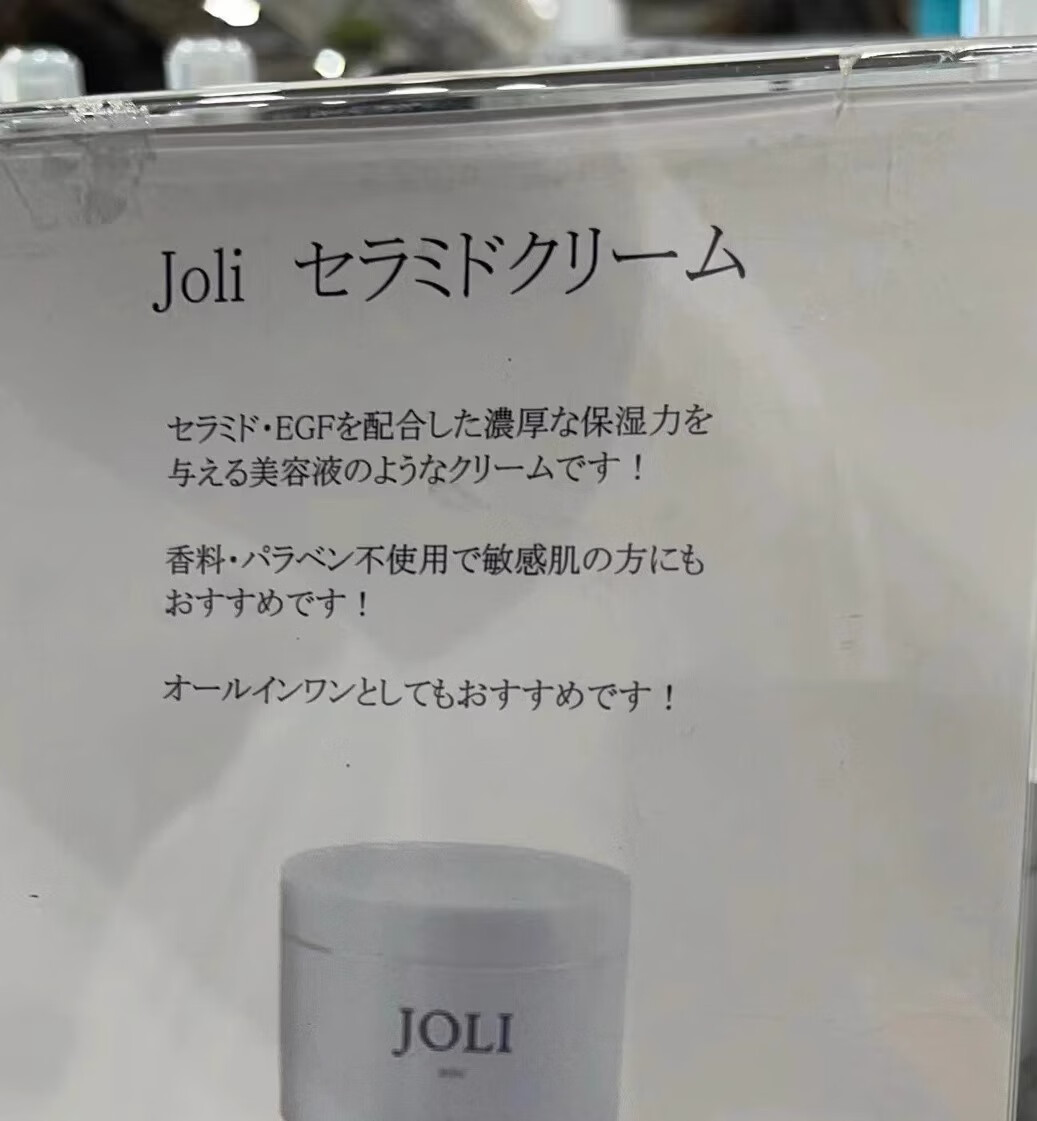 Joli セラミドクリーム
セラミド・EGFを配合した濃厚な保湿力を
与える美容液のようなクリームです！
香料・パラベン不使用で敏感肌の方にも
おすすめです！
オールインワンとしてもおすすめです！
JOLI